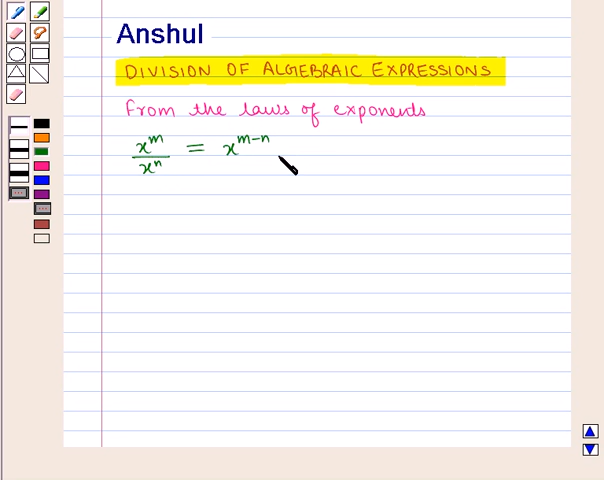 Anshul
DIVISION OF ALGEBRAIC EXPRESSIONS
From the laws of exponents
x^m / x^n = x^(m-n)